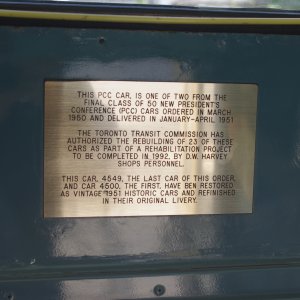 THIS PCC CAR, IS ONE OF TWO FROM THE
FINAL CLASS OF 50 NEW PRESIDENT'S
CONFERENCE (PCC) CARS ORDERED IN MARCH
1950 AND DELIVERED IN JANUARY-APRIL 1951
THE TORONTO TRANSIT COMMISSION HAS
AUTHORIZED THE REBUILDING OF 23 OF THESE
CARS AS PART OF A REHABILITATION PROJECT
TO BE COMPLETED IN 1992, BY D.W. HARVEY
SHOPS PERSONNEL.
THIS CAR, 4549, THE LAST CAR OF THIS ORDER,
AND CAR 4500, THE FIRST, HAVE BEN RESTORED
AS VINTAGE 1951 HISTORIC CARS AND REFINISHED
IN THEIR ORIGINAL LIVERY.